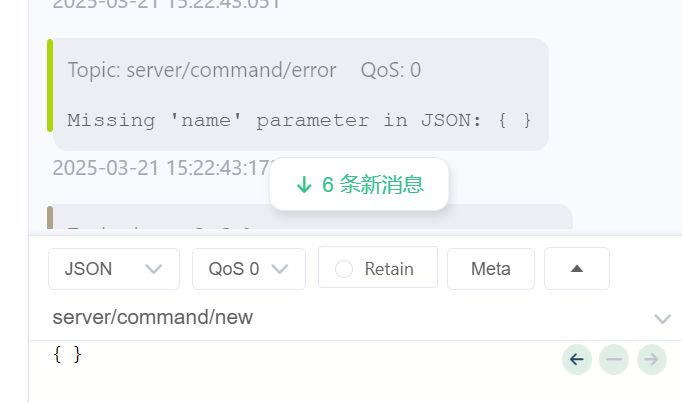 2025-03-21 15:22:43:051
Topic: server/command/error QoS: 0
Missing 'name' parameter in JSON: { }
2025-03-21 15:22:43:17
6 条新消息
JSON
QoS 0
Retain
Meta
server/command/new
{ }